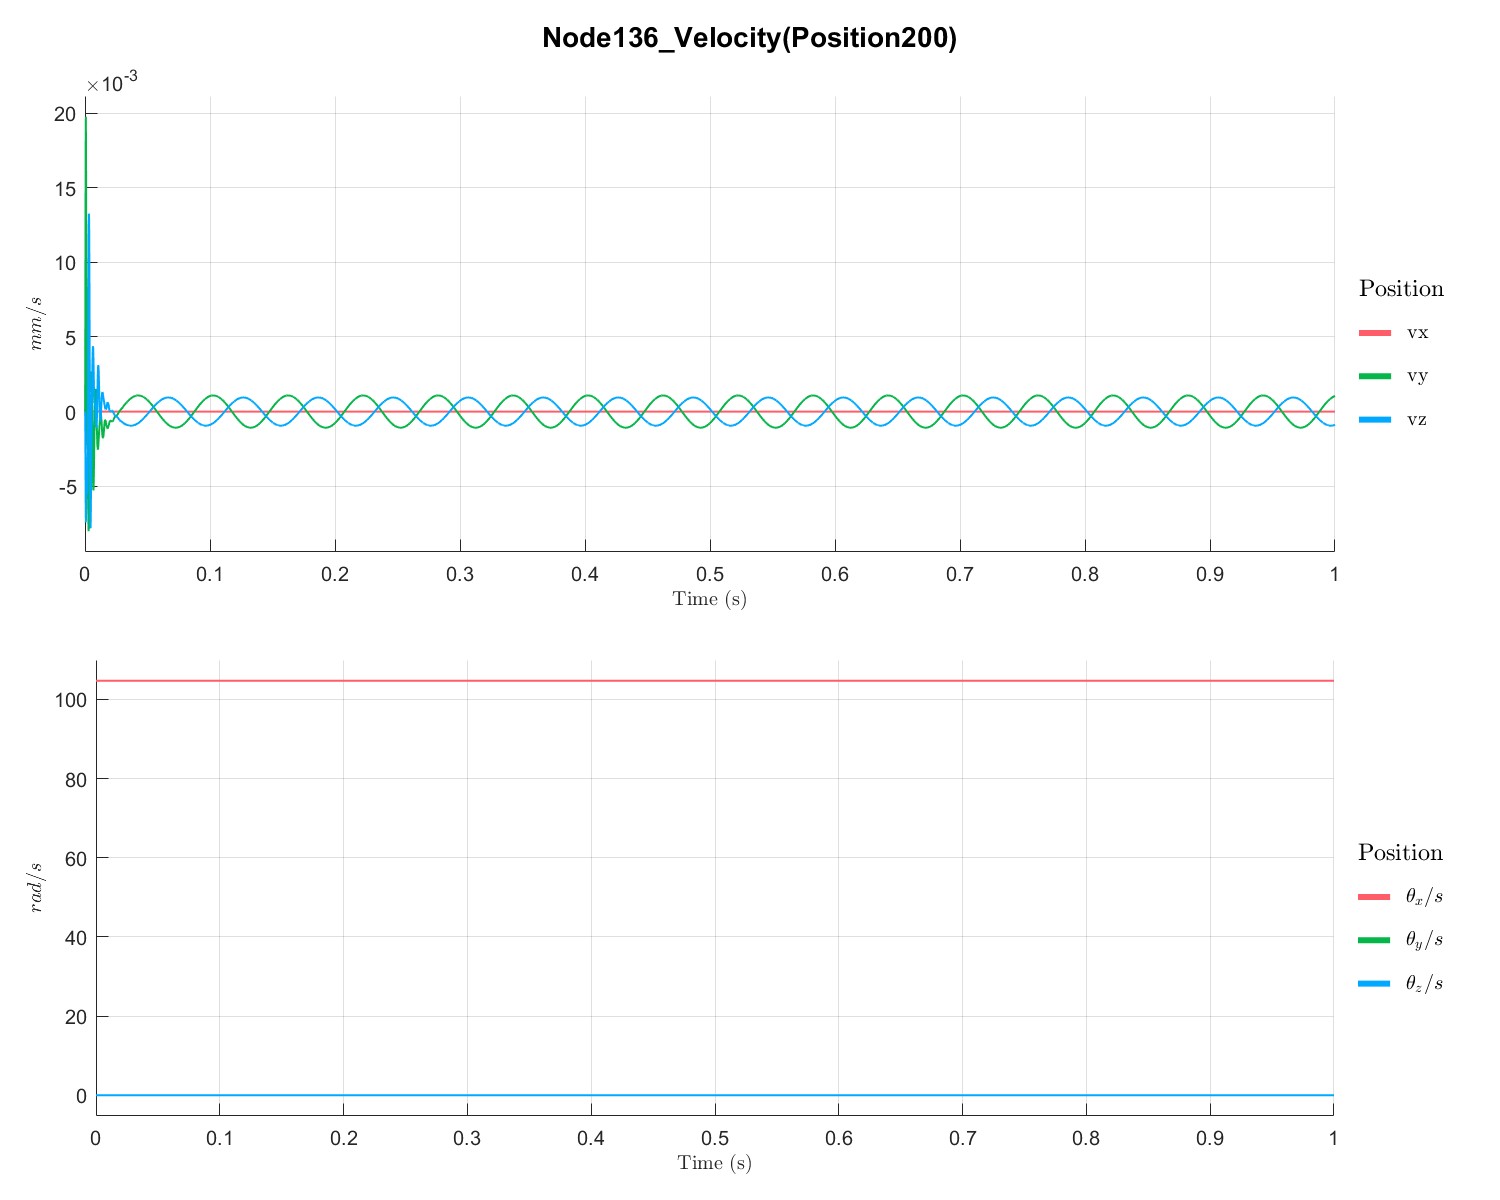 Node136_Velocity(Position200)
×10-3
20
15
10
5
0
-5
mm/s
0 0.1 0.2 0.3 0.4 0.5 0.6 0.7 0.8 0.9 1
Time (s)
Position
vx
vy
vz
100
80
60
40
20
0
rad/s
0 0.1 0.2 0.3 0.4 0.5 0.6 0.7 0.8 0.9 1
Time (s)
Position
θx/s
θy/s
θz/s